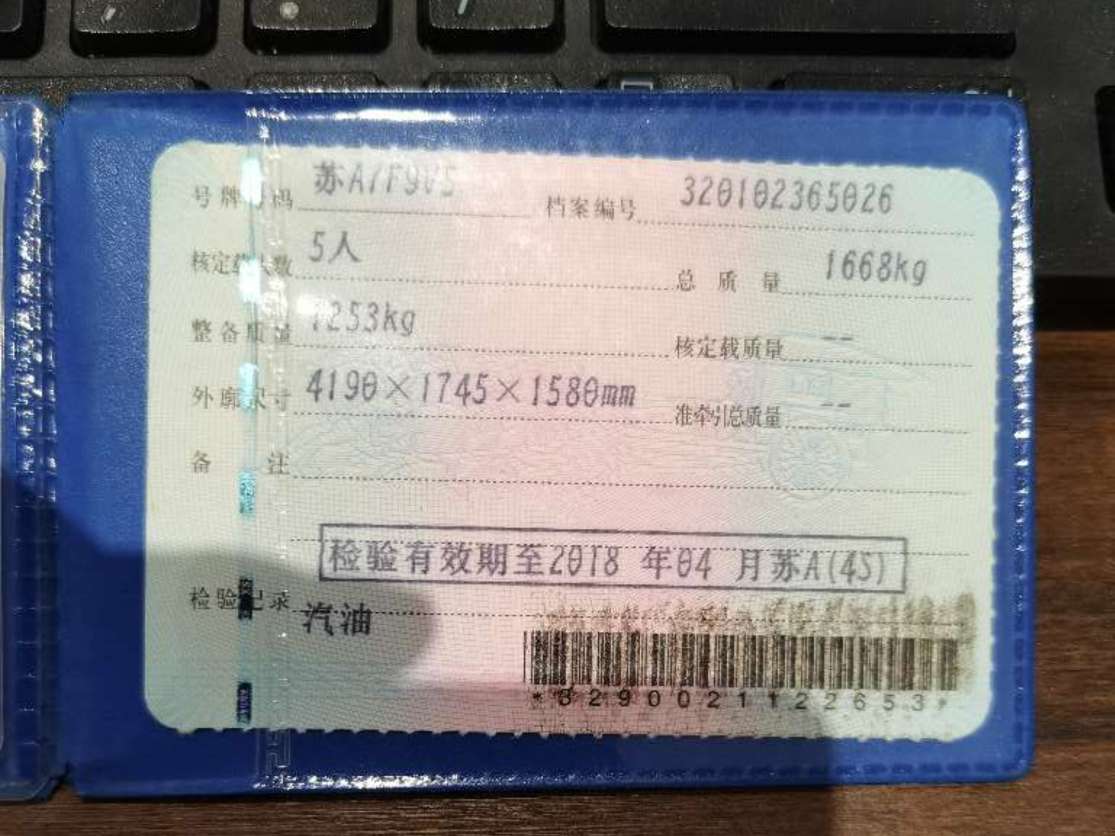 号牌号码 苏A7F9V5 档案编号 320102365026
核定载人数 5人 总质量 1668kg
整备质量 1253kg 核定载质量 --
外廓尺寸 4190×1745×1580mm 准牵引总质量 --
备注
检验有效期至2018年04月苏A(4S)
检验记录 汽油
*3290021122653*